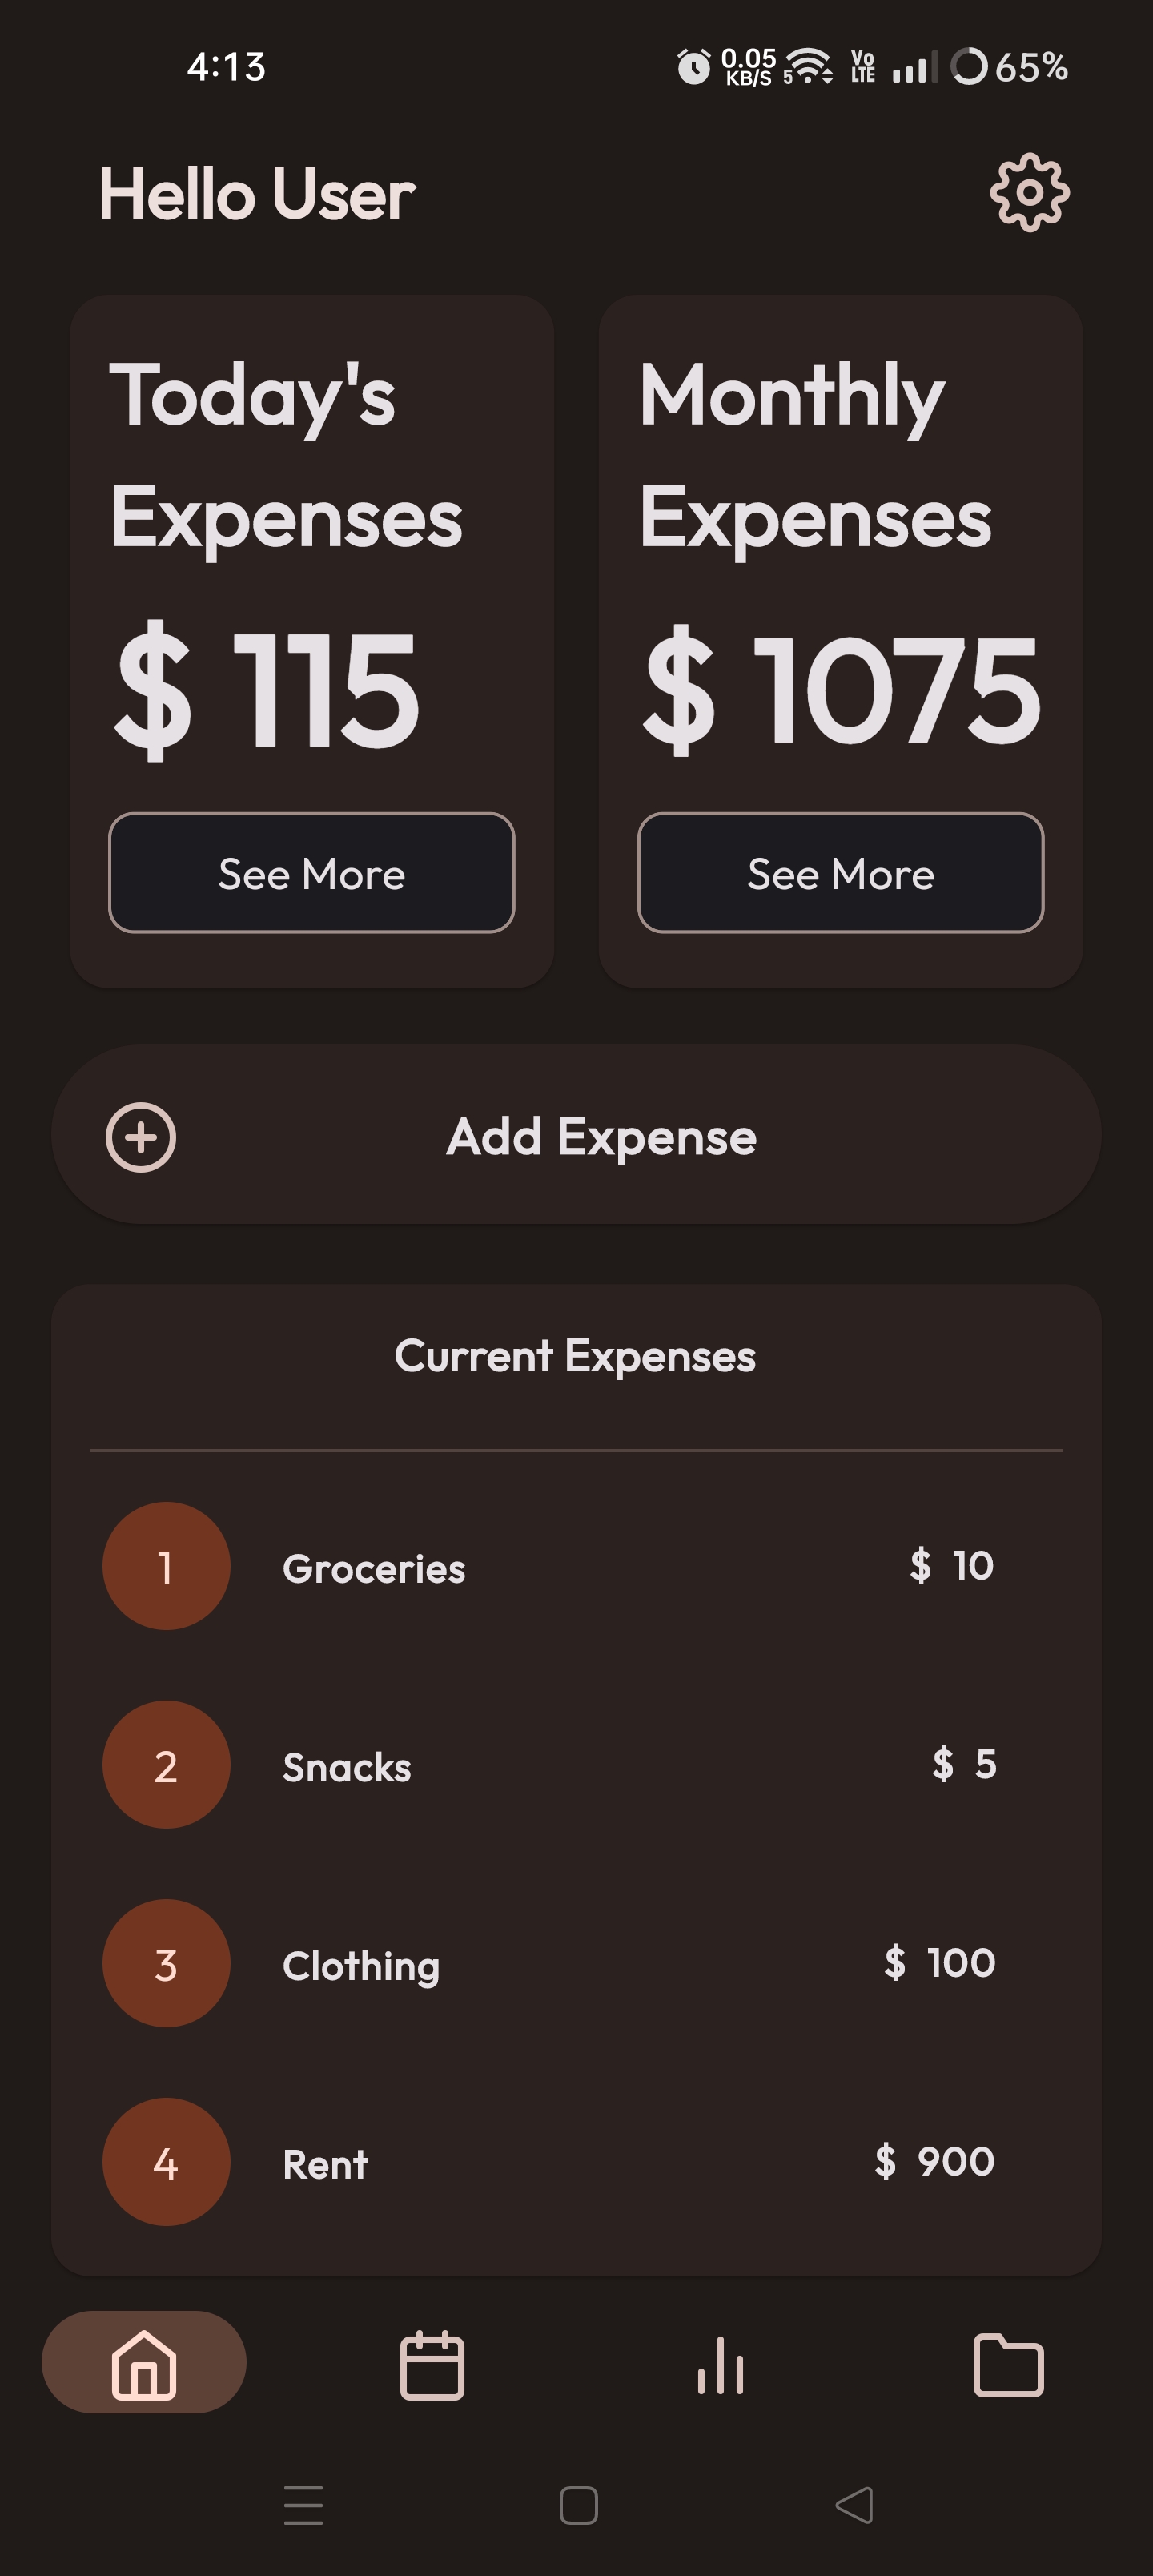 4:13
0.05 KB/S 5 Vo LTE 65%
Hello User
Today's
Expenses
$ 115
See More
Monthly
Expenses
$ 1075
See More
Add Expense
Current Expenses
1 Groceries $ 10
2 Snacks $ 5
3 Clothing $ 100
4 Rent $ 900